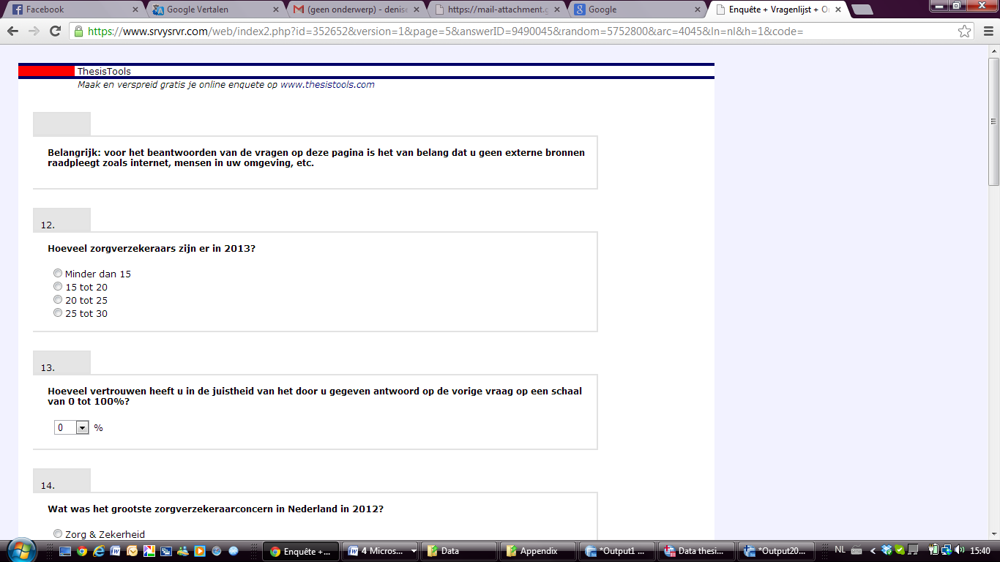 Facebook
Google Vertalen
(geen onderwerp) - denise
https://mail-attachment.g
Google
Enquête + Vragenlijst + O
https://www.srvysrvr.com/web/index2.php?id=352652&version=1&page=5&answerID=9490045&random=5752800&arc=4045&ln=nl&h=1&code=
ThesisTools
Maak en verspreid gratis je online enquete op www.thesistools.com
Belangrijk: voor het beantwoorden van de vragen op deze pagina is het van belang dat u geen externe bronnen
raadpleegt zoals internet, mensen in uw omgeving, etc.
12.
Hoeveel zorgverzekeraars zijn er in 2013?
Minder dan 15
15 tot 20
20 tot 25
25 tot 30
13.
Hoeveel vertrouwen heeft u in de juistheid van het door u gegeven antwoord op de vorige vraag op een schaal
van 0 tot 100%?
0 %
14.
Wat was het grootste zorgverzekeraarconcern in Nederland in 2012?
Zorg & Zekerheid
Enquête +...
4 Micros...
Data
Appendix
*Output1 ...
Data thesi...
*Output20...
NL
15:40